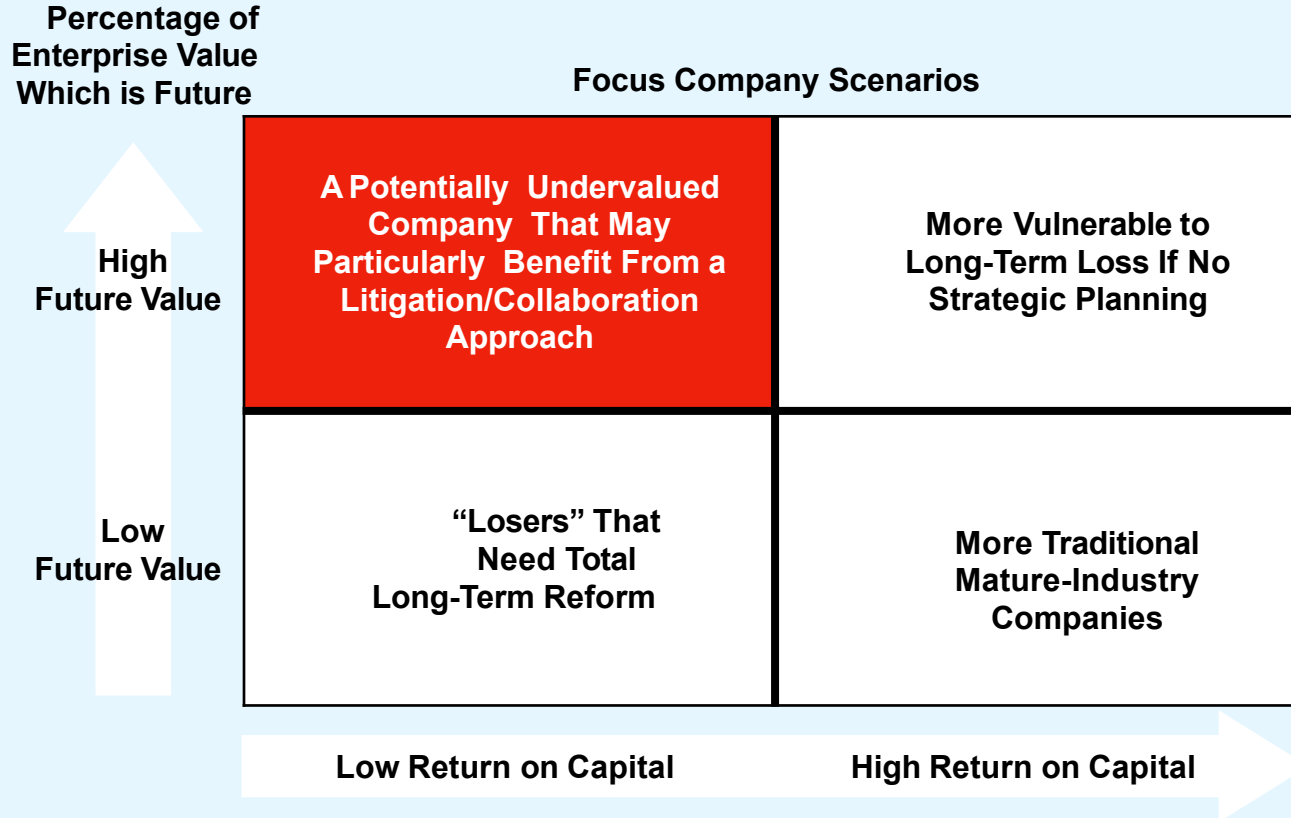 Percentage of
Enterprise Value
Which is Future
Focus Company Scenarios
High
Future Value
A Potentially Undervalued
Company That May
Particularly Benefit From a
Litigation/Collaboration
Approach
More Vulnerable to
Long-Term Loss If No
Strategic Planning
Low
Future Value
“Losers” That
Need Total
Long-Term Reform
More Traditional
Mature-Industry
Companies
Low Return on Capital
High Return on Capital